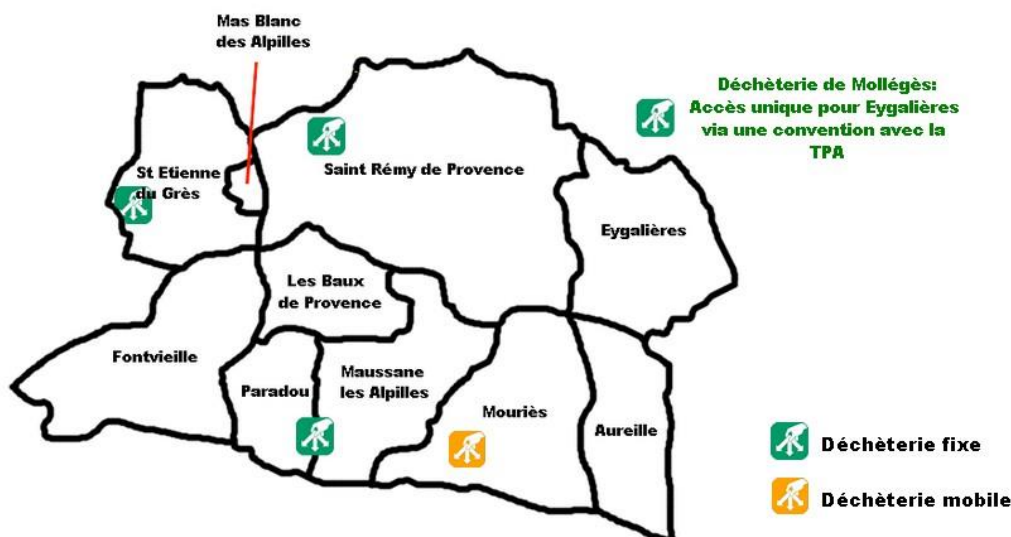 Mas Blanc
des Alpilles
Déchèterie de Mollégès:
Accès unique pour Eygalières
via une convention avec la
TPA
St Etienne
du Grès
Saint Rémy de Provence
Eygalières
Les Baux
de Provence
Fontvieille
Paradou
Maussane
les Alpilles
Mouriès
Aureille
Déchèterie fixe
Déchèterie mobile